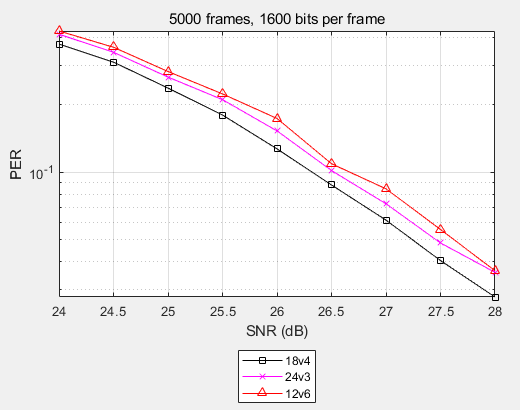 5000 frames, 1600 bits per frame
PER
10-1
24 24.5 25 25.5 26 26.5 27 27.5 28
SNR (dB)
18v4
24v3
12v6